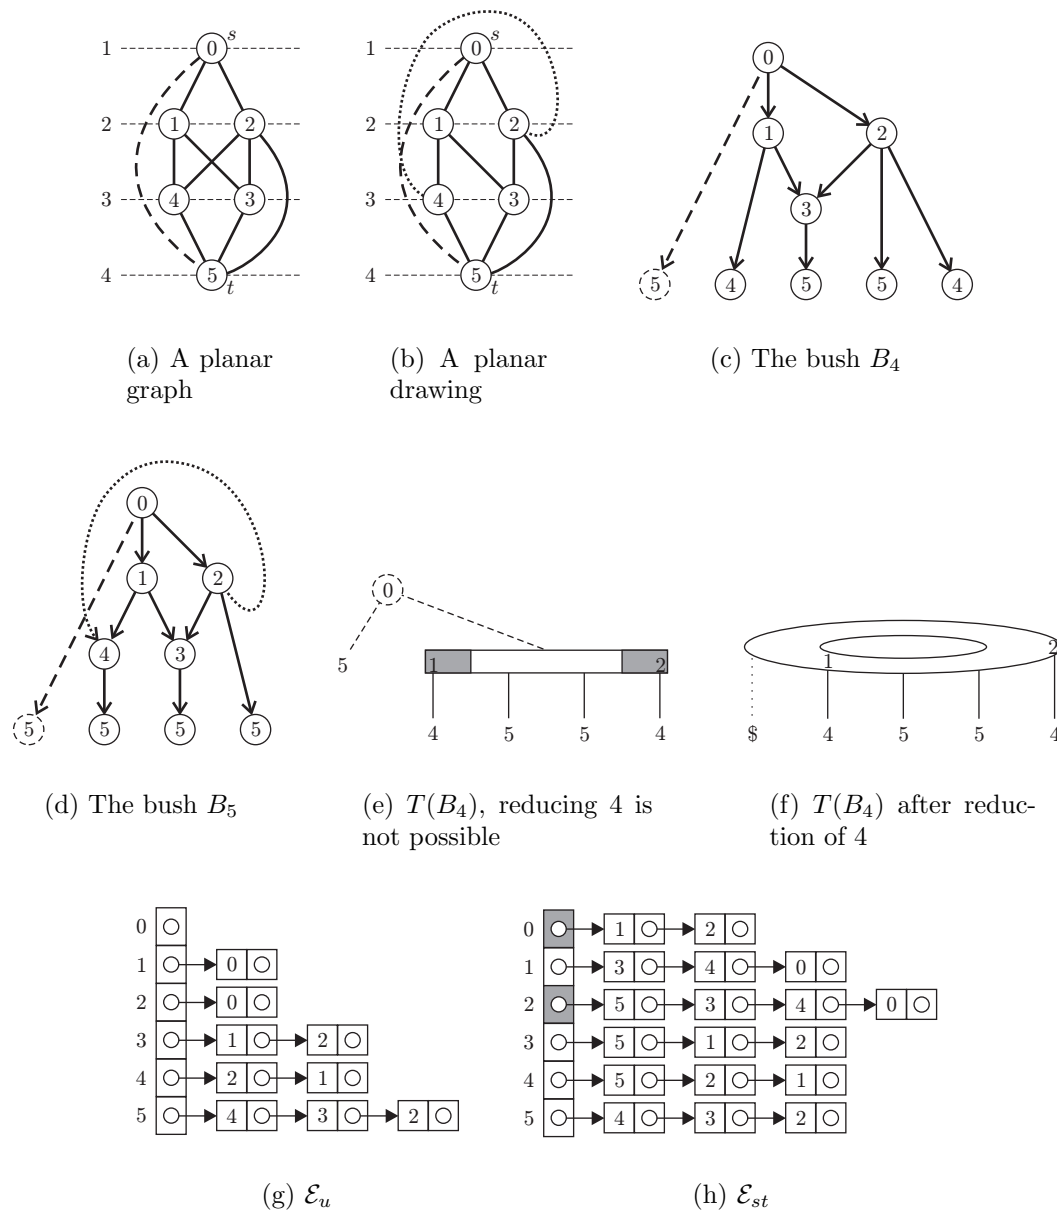 1 0 s
2 1 2
3 4 3
4 5 t
(a) A planar
graph
1 0 s
2 1 2
3 4 3
4 5 t
(b) A planar
drawing
0
1 2
3
5 4 5 5 4
(c) The bush B4
0
1 2
4 3
5 5 5 5
(d) The bush B5
0
5 1 2
4 5 5 4
(e) T(B4), reducing 4 is
not possible
1 2
$ 4 5 5 4
(f) T(B4) after reduc-
tion of 4
0
1 0
2 0
3 1 2
4 2 1
5 4 3 2
(g) ℰu
0 1 2
1 3 4 0
2 5 3 4 0
3 5 1 2
4 5 2 1
5 4 3 2
(h) ℰst